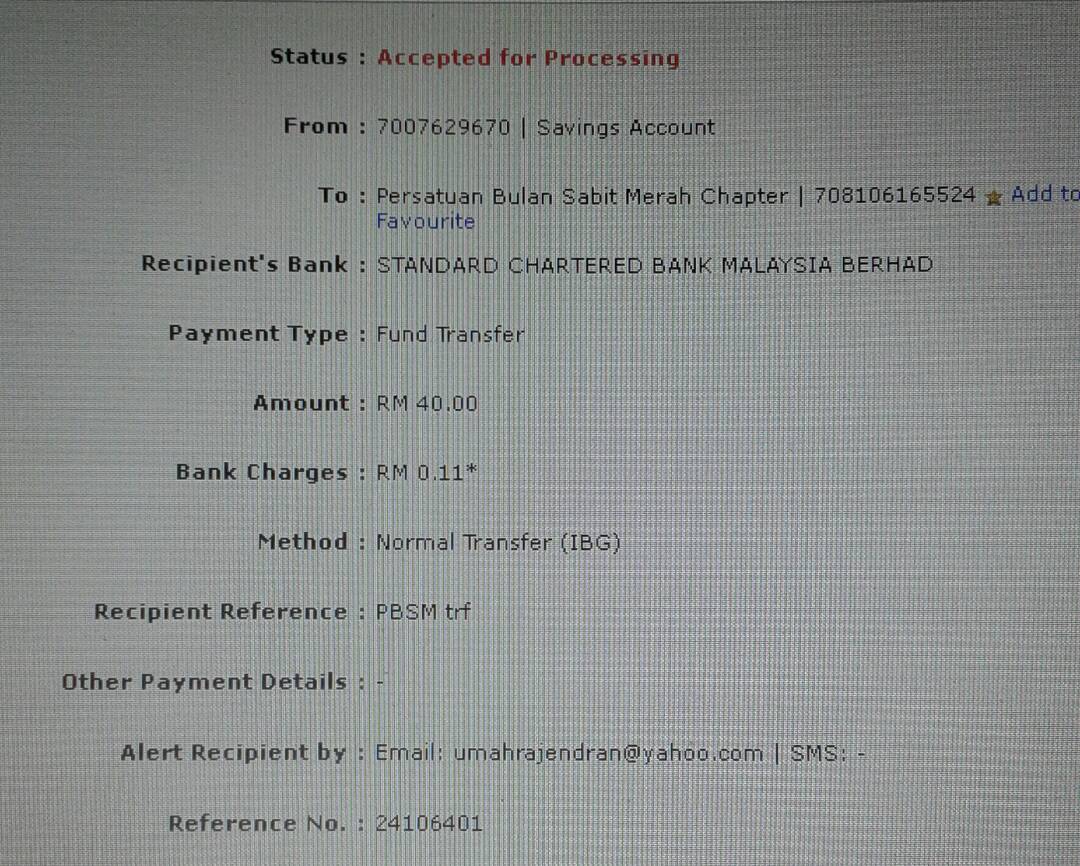 Status : Accepted for Processing
From : 7007629670 | Savings Account
To : Persatuan Bulan Sabit Merah Chapter | 708106165524 ★ Add to
Favourite
Recipient's Bank : STANDARD CHARTERED BANK MALAYSIA BERHAD
Payment Type : Fund Transfer
Amount : RM 40.00
Bank Charges : RM 0.11*
Method : Normal Transfer (IBG)
Recipient Reference : PBSM trf
Other Payment Details : -
Alert Recipient by : Email: umahrajendran@yahoo.com | SMS: -
Reference No. : 24106401